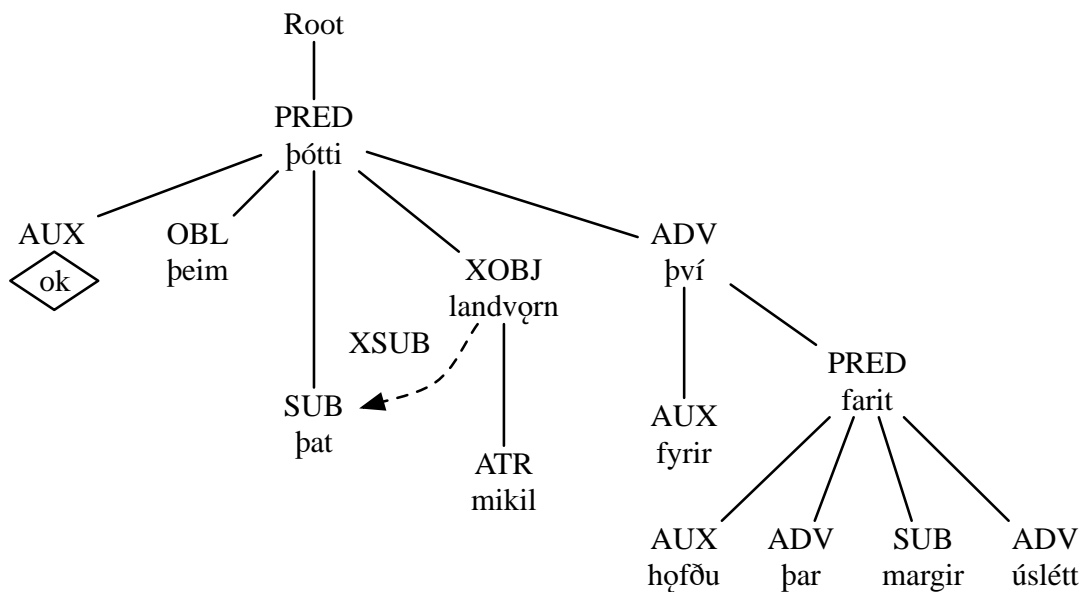 Root
PRED
þótti
AUX
ok
OBL
þeim
SUB
þat
XSUB
XOBJ
landvǫrn
ATR
mikil
ADV
því
AUX
fyrir
PRED
farit
AUX
hǫfðu
ADV
þar
SUB
margir
ADV
úslétt